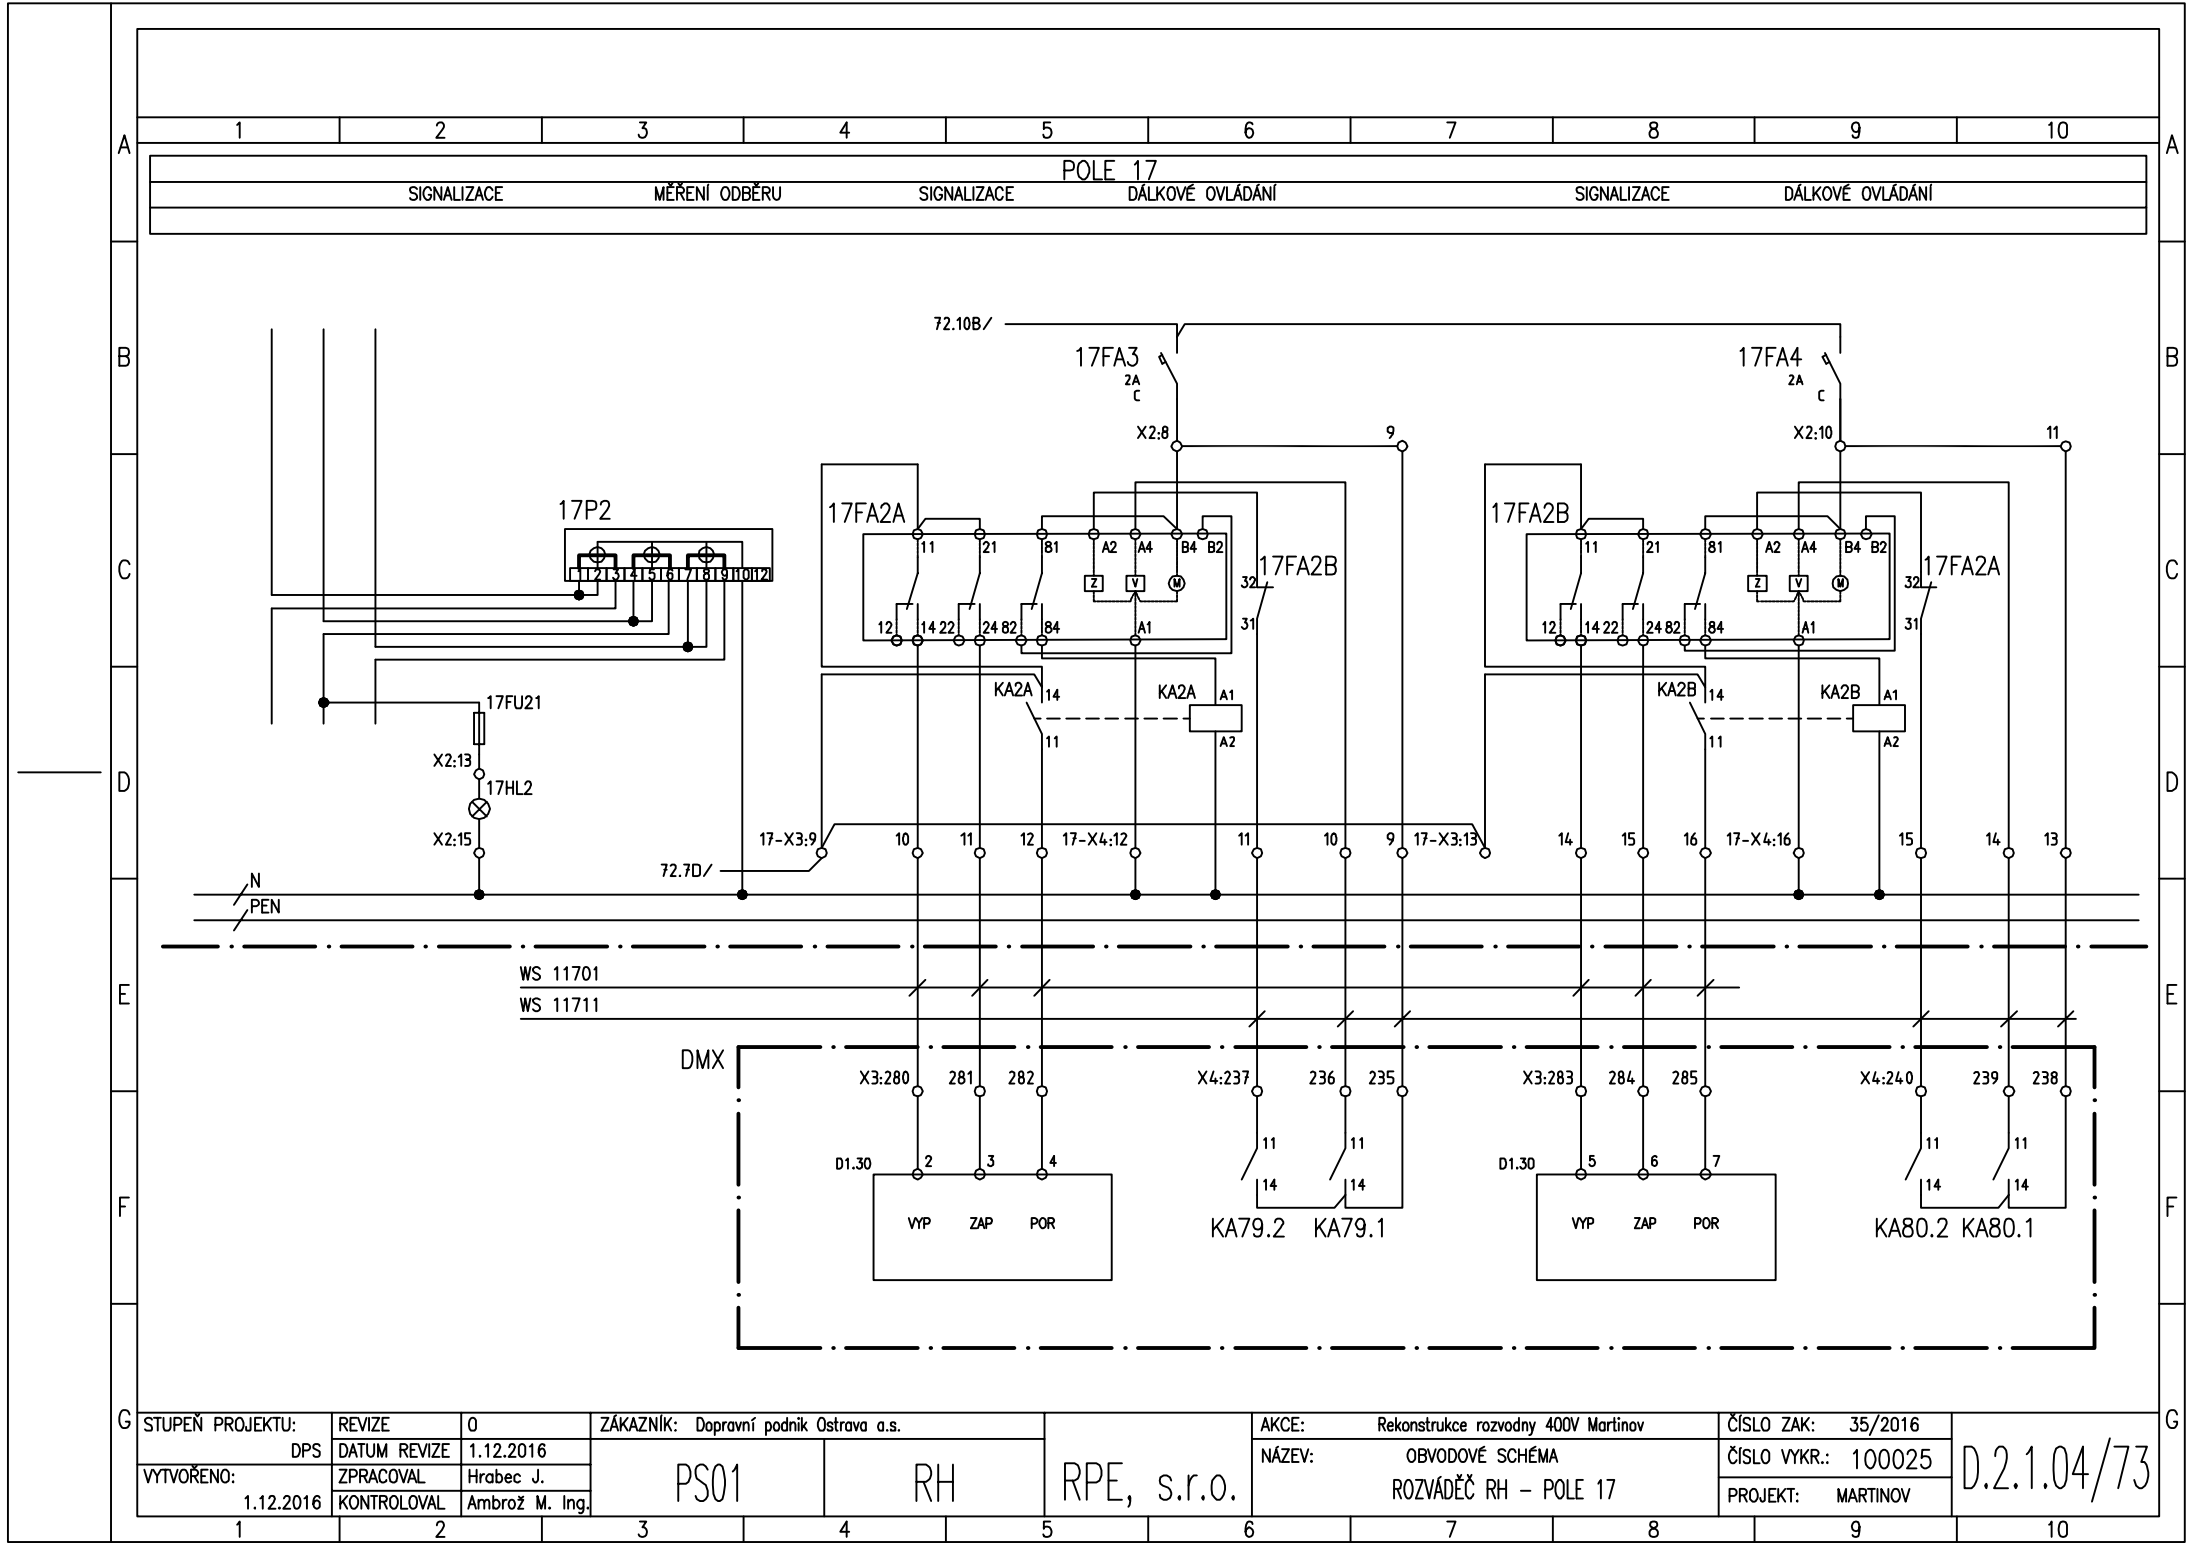 1 2 3 4 5 6 7 8 9 10
A A
POLE 17
SIGNALIZACE MĚŘENÍ ODBĚRU SIGNALIZACE DÁLKOVÉ OVLÁDÁNÍ SIGNALIZACE DÁLKOVÉ OVLÁDÁNÍ
72.10B/
B 17FA3 17FA4 B
2A 2A
C C
X2:8 9 X2:10 11
17P2 17FA2A 17FA2B
11 21 81 A2 A4 B4 B2 11 21 81 A2 A4 B4 B2
C 17FA2B 17FA2A C
1 2 3 4 5 6 7 8 9 10 12
Z V M 32 Z V M 32
12 14 22 24 82 84 A1 31 12 14 22 24 82 84 A1 31
17FU21 KA2A 14 KA2A A1 KA2B 14 KA2B A1
11 A2 11 A2
X2:13
D 17HL2 D
X2:15 17-X3:9 10 11 12 17-X4:12 11 10 9 17-X3:13 14 15 16 17-X4:16 15 14 13
72.7D/
N
PEN
WS 11701
E E
WS 11711
DMX
X3:280 281 282 X4:237 236 235 X3:283 284 285 X4:240 239 238
11 11 11 11
D1.30 2 3 4 D1.30 5 6 7
14 14 14 14
F F
VYP ZAP POR KA79.2 KA79.1 VYP ZAP POR KA80.2 KA80.1
G G
STUPEŇ PROJEKTU: REVIZE 0 ZÁKAZNÍK: Dopravní podnik Ostrava a.s. AKCE: Rekonstrukce rozvodny 400V Martinov ČÍSLO ZAK: 35/2016
DPS DATUM REVIZE 1.12.2016 NÁZEV: OBVODOVÉ SCHÉMA ČÍSLO VYKR.: 100025
VYTVOŘENO: ZPRACOVAL Hrabec J. PS01 RH RPE, s.r.o. ROZVÁDĚČ RH – POLE 17 D.2.1.04/73
1.12.2016 KONTROLOVAL Ambrož M. Ing. PROJEKT: MARTINOV
1 2 3 4 5 6 7 8 9 10